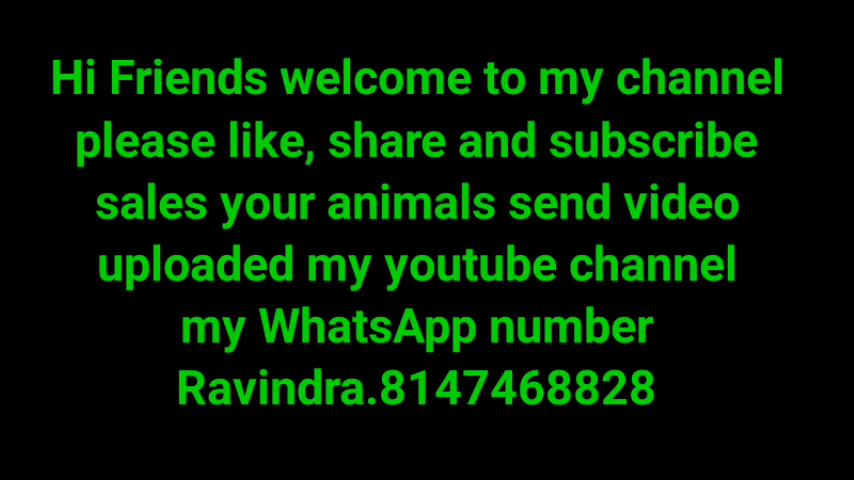 Hi Friends welcome to my channel
please like, share and subscribe
sales your animals send video
uploaded my youtube channel
my WhatsApp number
Ravindra.8147468828